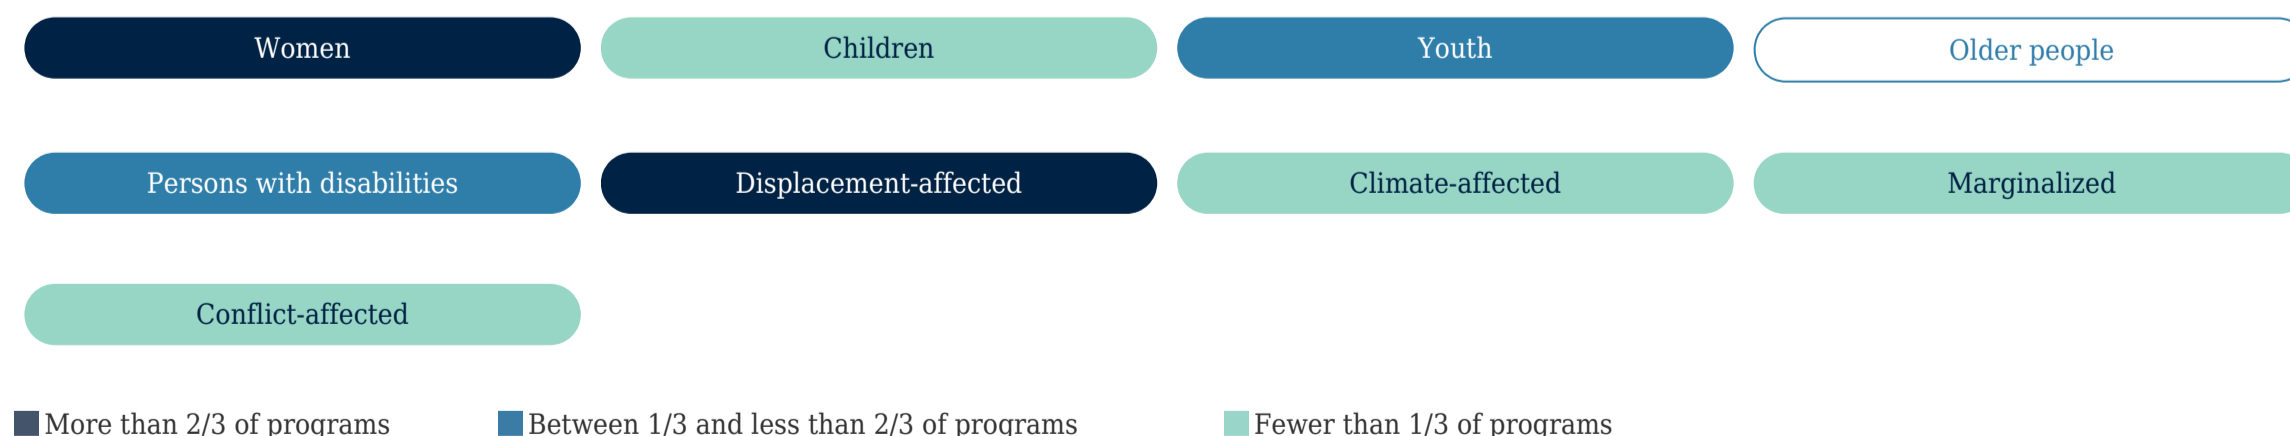 Women Children Youth Older people
Persons with disabilities Displacement-affected Climate-affected Marginalized
Conflict-affected
More than 2/3 of programs Between 1/3 and less than 2/3 of programs Fewer than 1/3 of programs